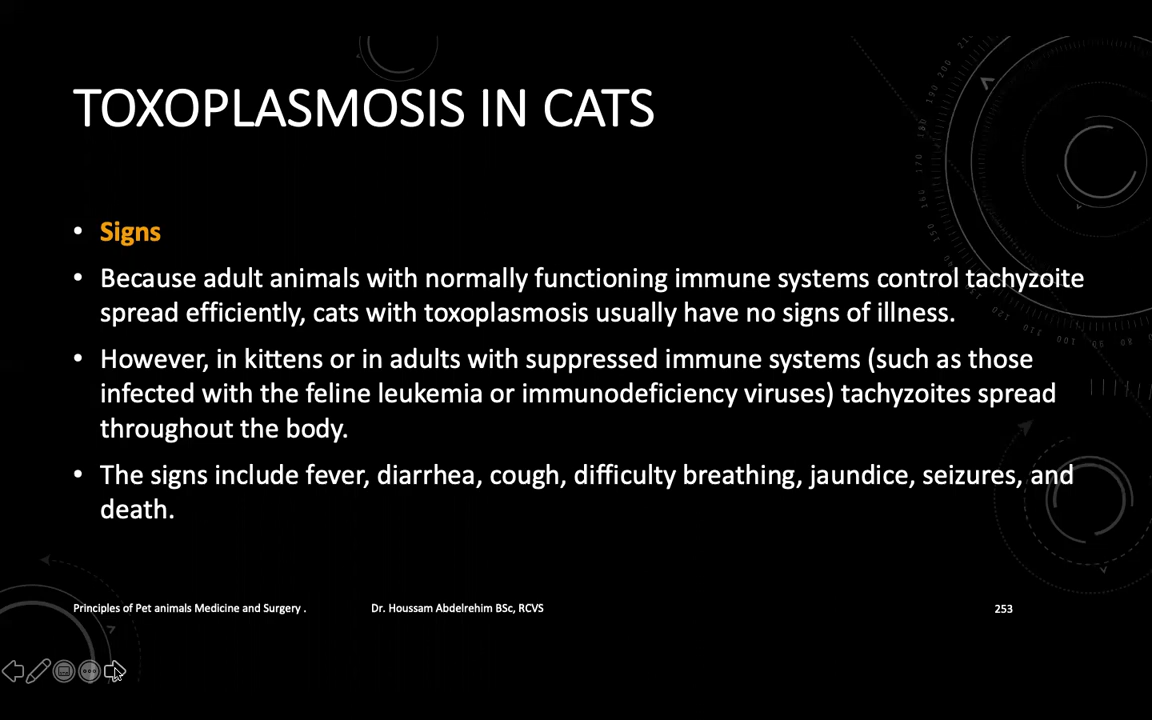 TOXOPLASMOSIS IN CATS
• Signs
• Because adult animals with normally functioning immune systems control tachyzoite
spread efficiently, cats with toxoplasmosis usually have no signs of illness.
• However, in kittens or in adults with suppressed immune systems (such as those
infected with the feline leukemia or immunodeficiency viruses) tachyzoites spread
throughout the body.
• The signs include fever, diarrhea, cough, difficulty breathing, jaundice, seizures, and
death.
Principles of Pet animals Medicine and Surgery .
Dr. Houssam Abdelrehim BSc, RCVS
253